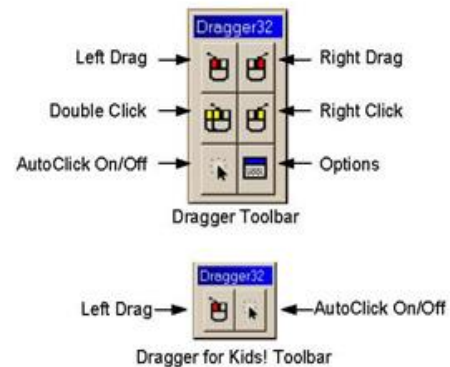 Dragger32
Left Drag
Right Drag
Double Click
Right Click
AutoClick On/Off
Options
Dragger Toolbar
Dragger32
Left Drag
AutoClick On/Off
Dragger for Kids! Toolbar